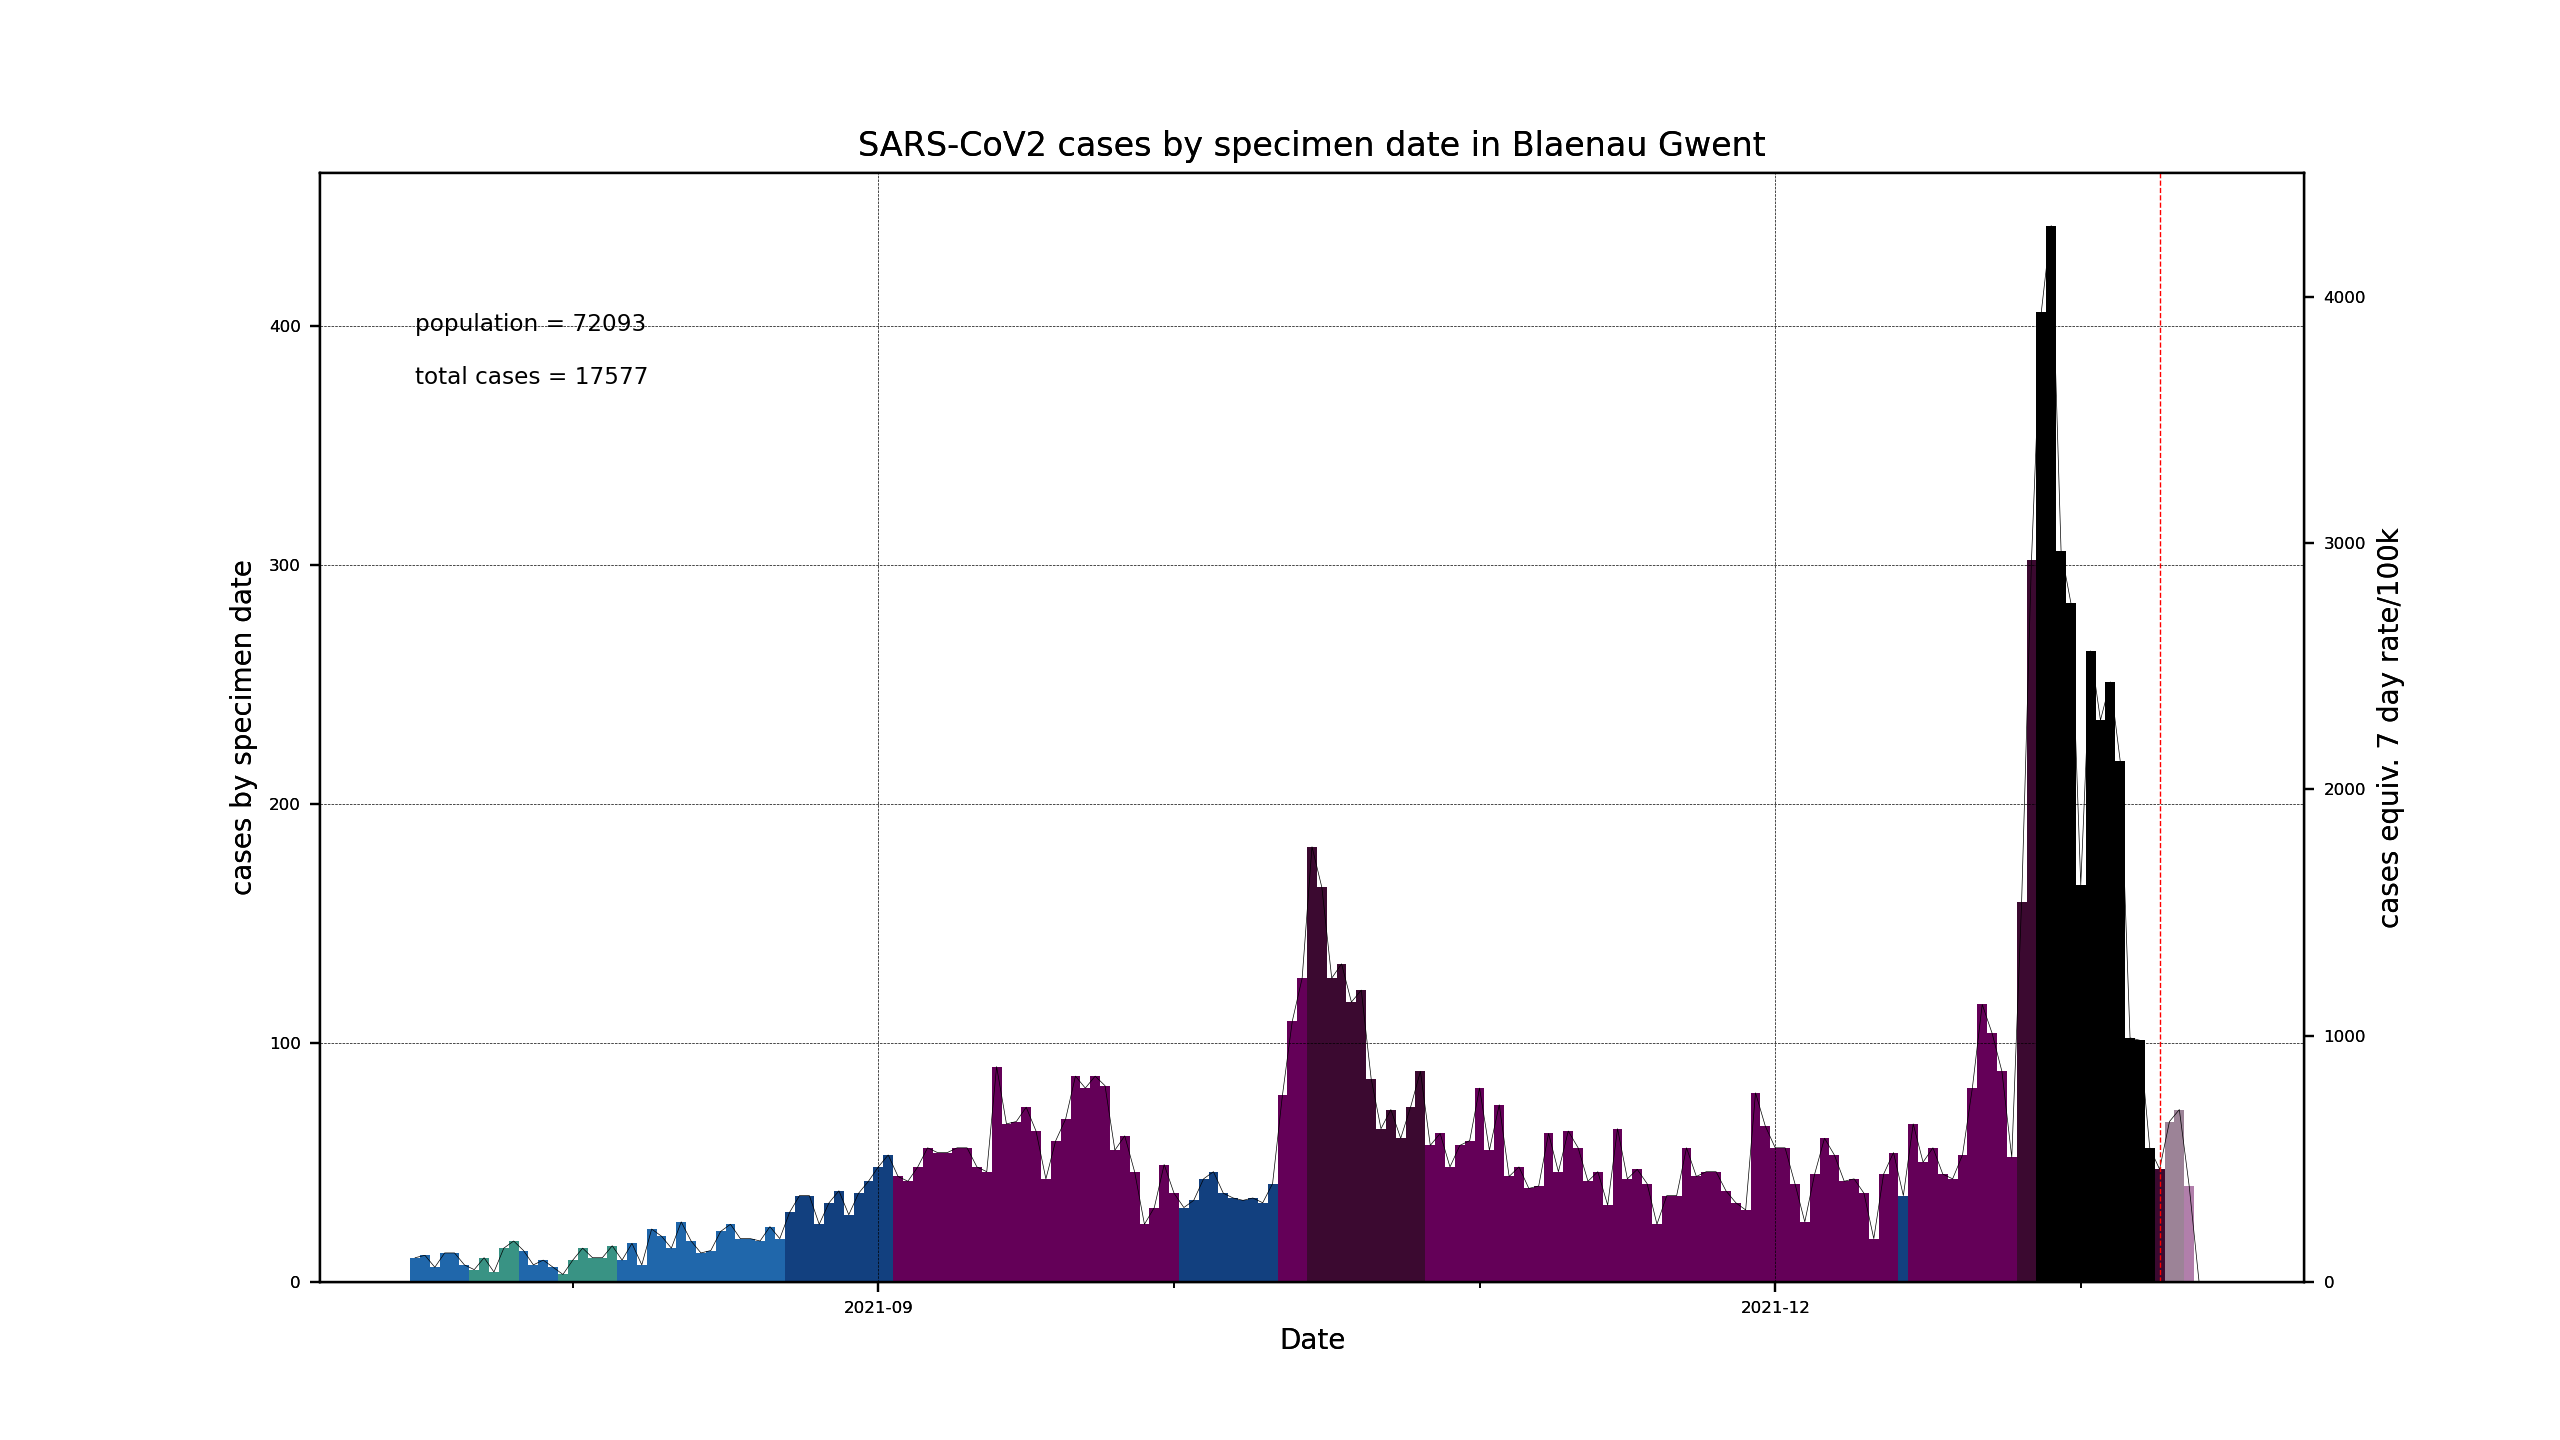 SARS-CoV2 cases by specimen date in Blaenau Gwent
population = 72093
total cases = 17577
cases by specimen date
400
300
200
100
0
4000
3000
2000
1000
0
cases equiv. 7 day rate/100k
2021-09
2021-12
Date